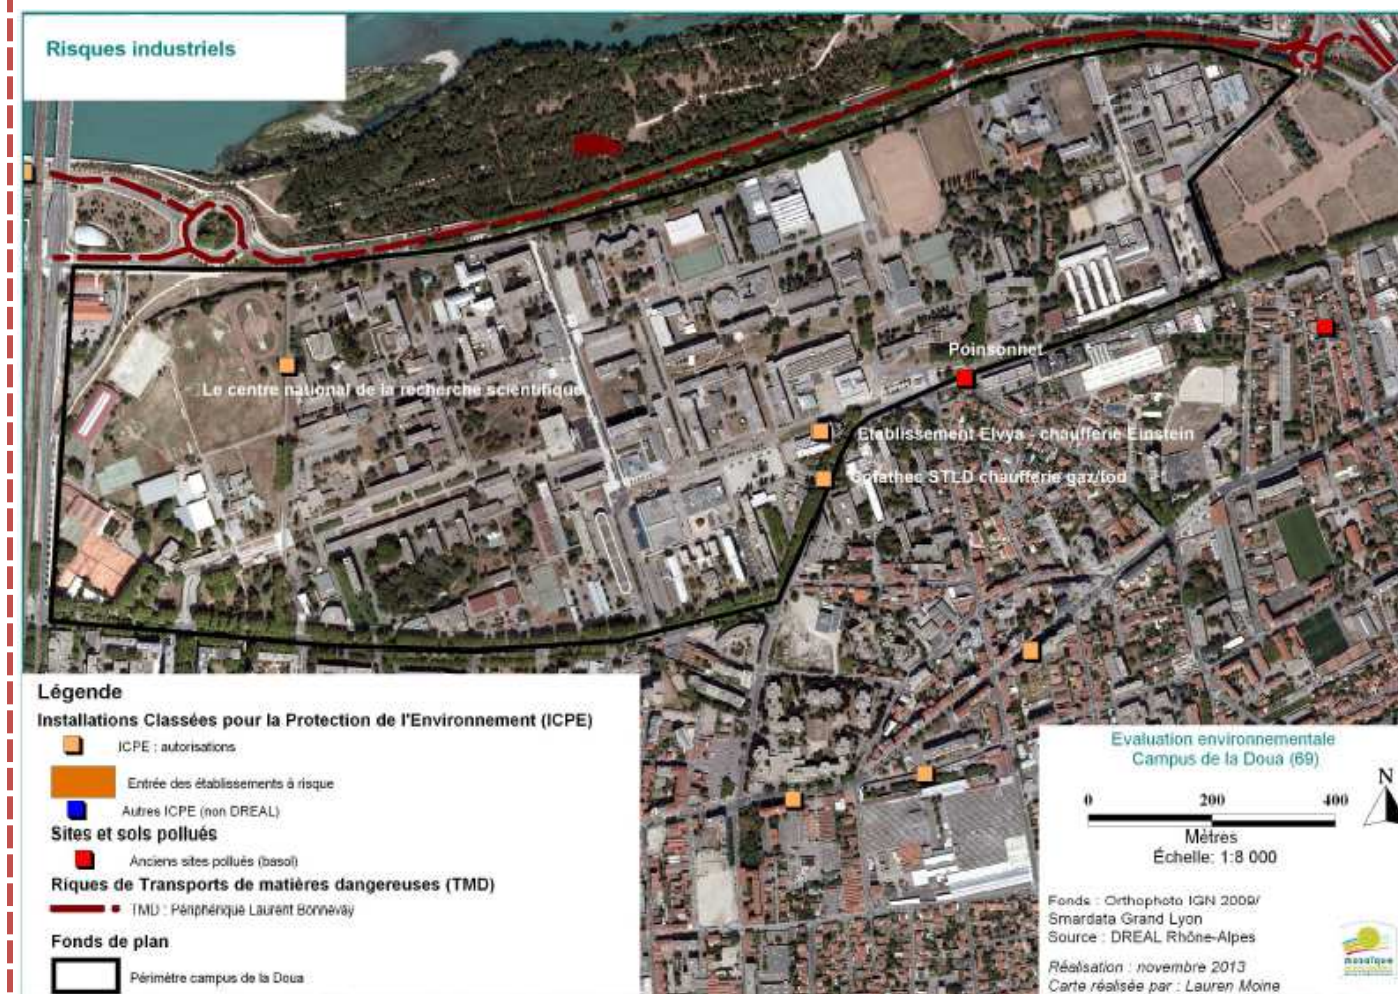 Risques industriels
Poinsonnet
Le centre national de la recherche scientifique
Etablissement Elvya - chaufferie Einstein
Cofathec STLD chaufferie gaz/fod
Légende
Installations Classées pour la Protection de l'Environnement (ICPE)
ICPE : autorisations
Entrée des établissements à risque
Autres ICPE (non DREAL)
Sites et sols pollués
Anciens sites pollués (basol)
Riques de Transports de matières dangereuses (TMD)
TMD : Périphérique Laurent Bonnevay
Fonds de plan
Périmètre campus de la Doua
Evaluation environnementale
Campus de la Doua (69)
N
0 200 400
Mètres
Échelle: 1:8 000
Fonds : Orthophoto IGN 2009/
Smardata Grand Lyon
Source : DREAL Rhône-Alpes
Réalisation : novembre 2013
Carte réalisée par : Lauren Moine
mosaïque